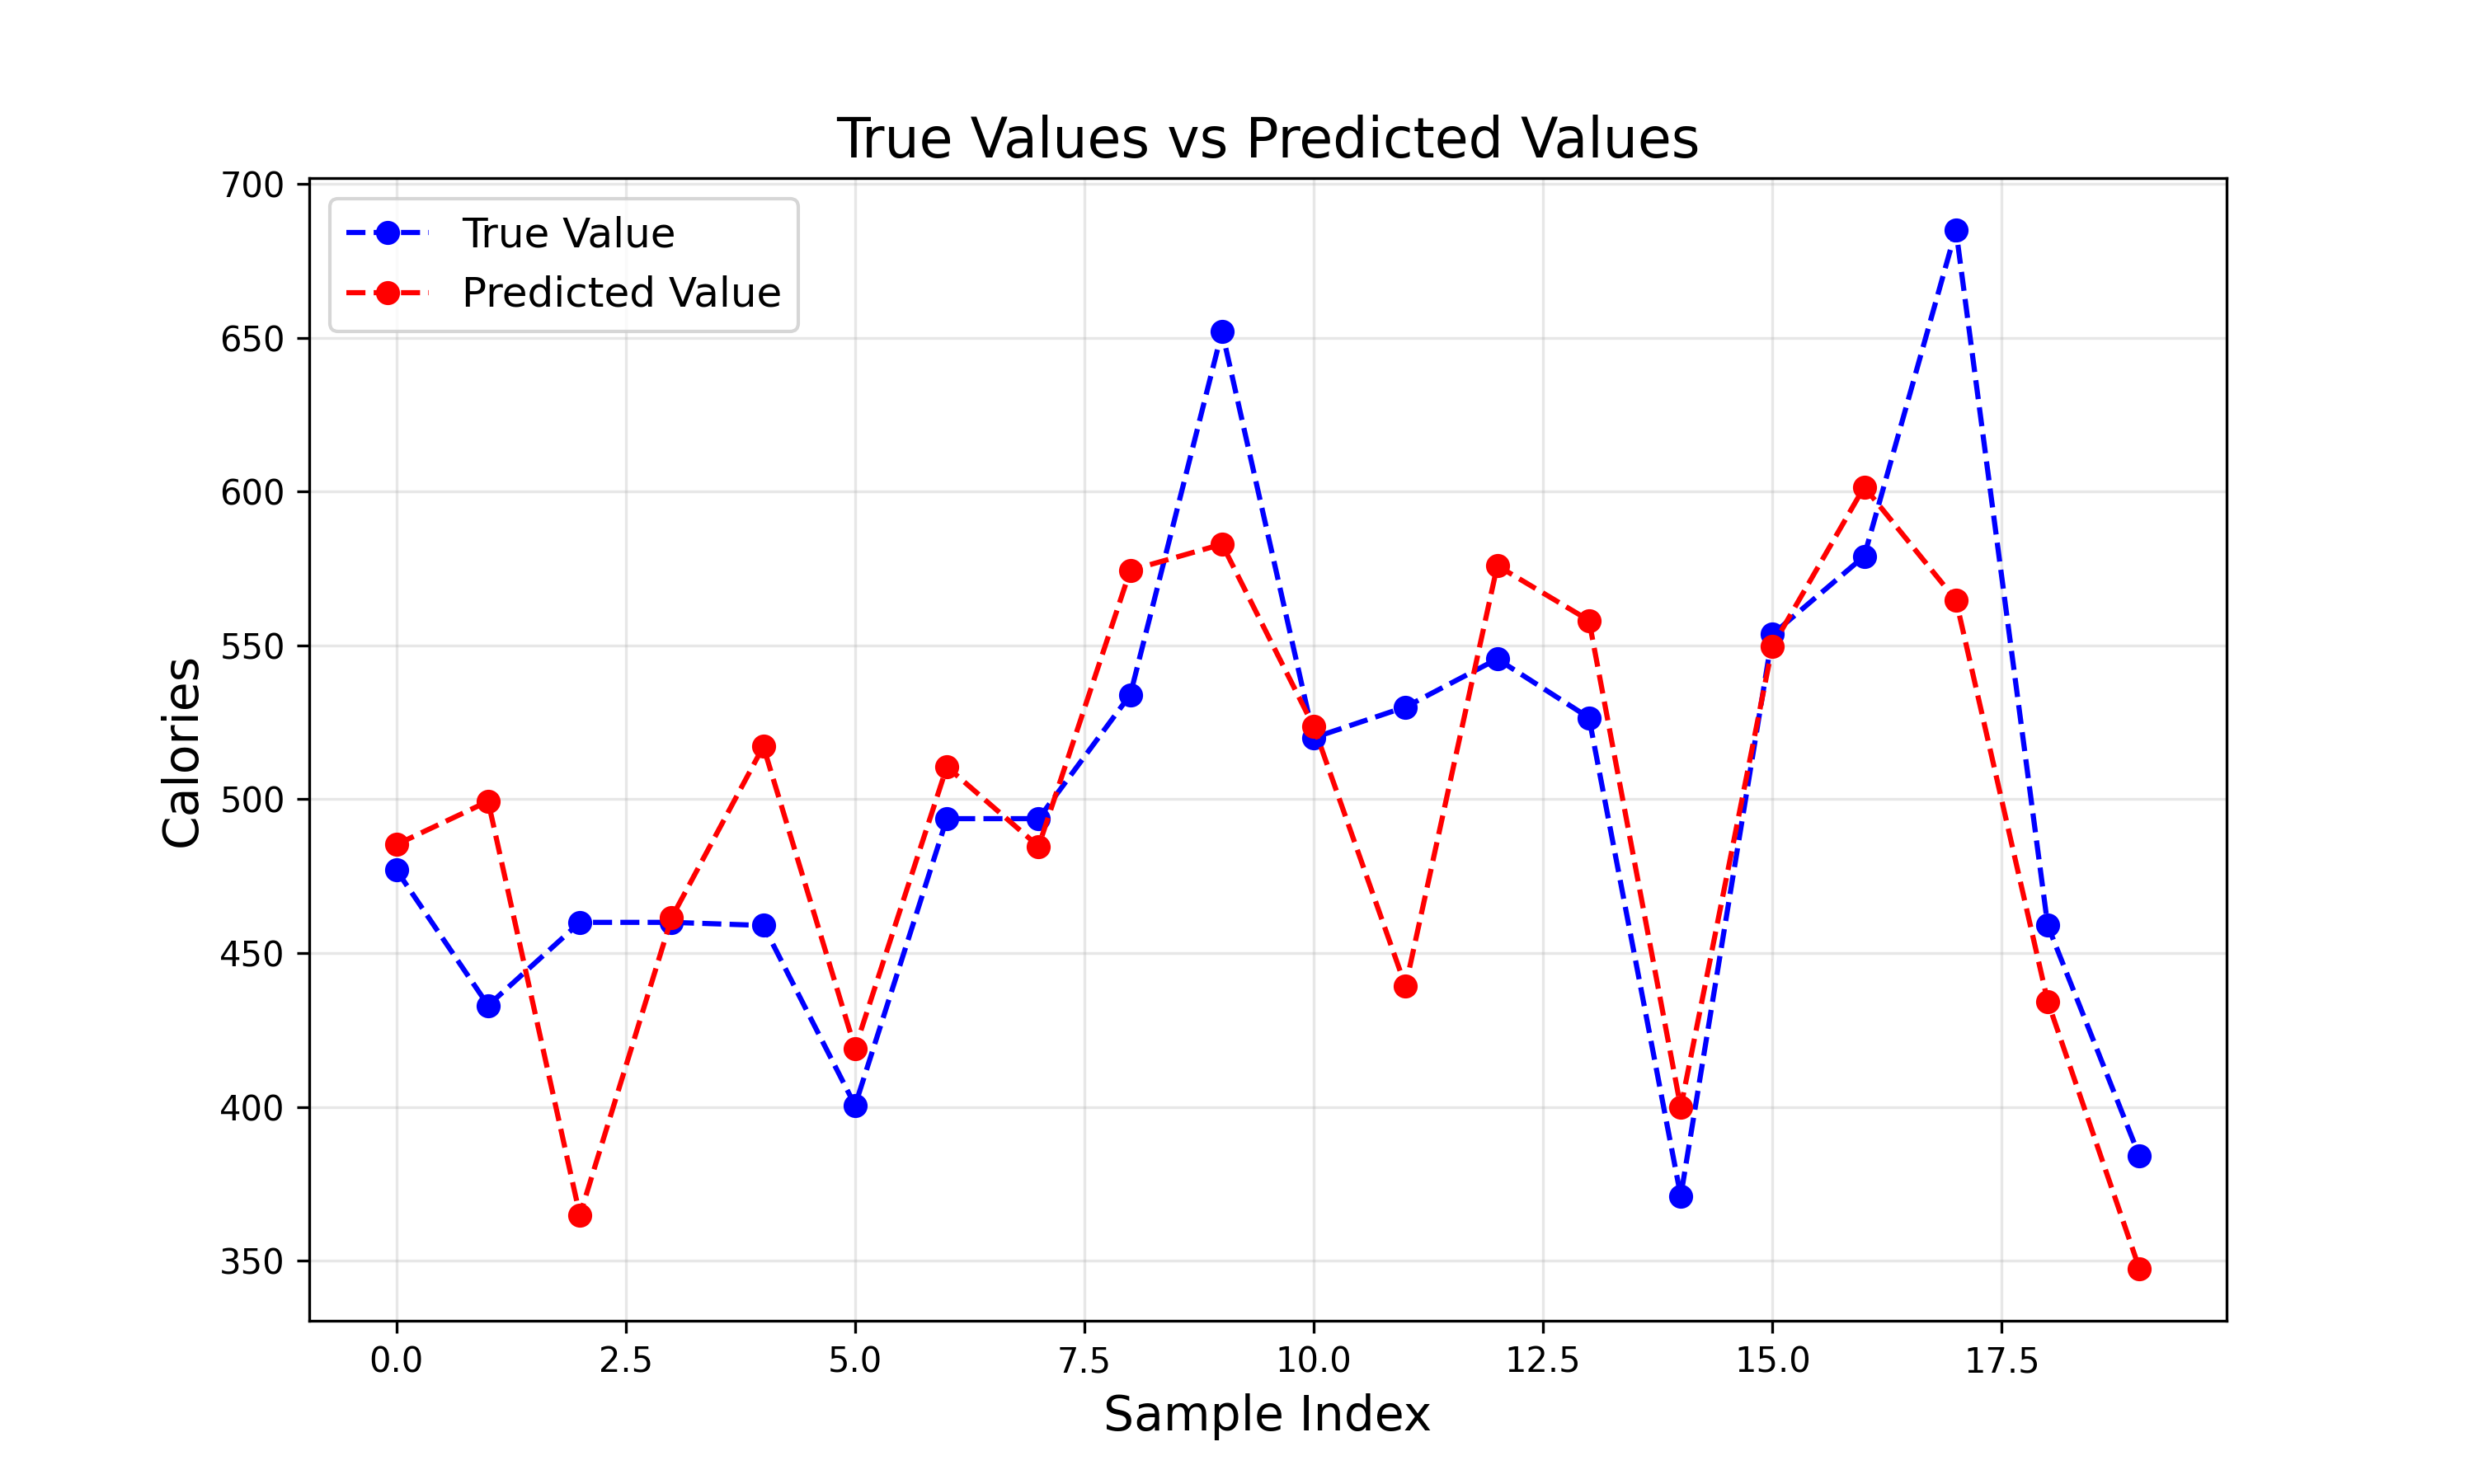 True Values vs Predicted Values
700
650
600
550
500
450
400
350
True Value
Predicted Value
Calories
0.0 2.5 5.0 7.5 10.0 12.5 15.0 17.5
Sample Index